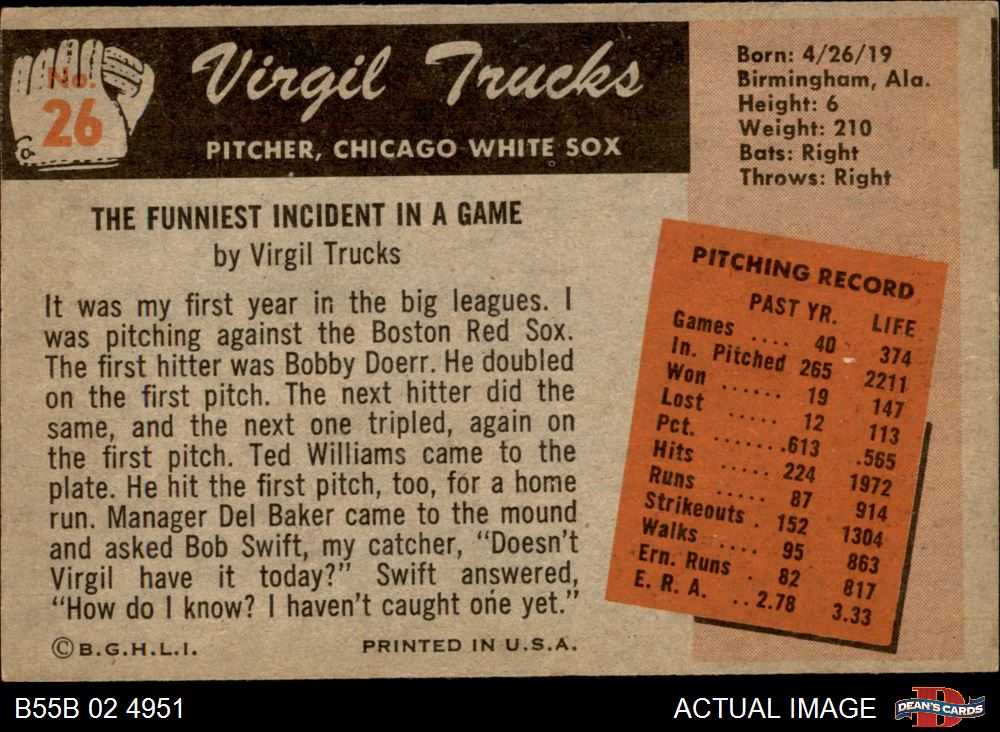 No.
26
Virgil Trucks
PITCHER, CHICAGO WHITE SOX
Born: 4/26/19
Birmingham, Ala.
Height: 6
Weight: 210
Bats: Right
Throws: Right
THE FUNNIEST INCIDENT IN A GAME
by Virgil Trucks
It was my first year in the big leagues. I
was pitching against the Boston Red Sox.
The first hitter was Bobby Doerr. He doubled
on the first pitch. The next hitter did the
same, and the next one tripled, again on
the first pitch. Ted Williams came to the
plate. He hit the first pitch, too, for a home
run. Manager Del Baker came to the mound
and asked Bob Swift, my catcher, “Doesn't
Virgil have it today?” Swift answered,
“How do I know? I haven't caught one yet.”
PITCHING RECORD
PAST YR. LIFE
Games .... 40 374
In. Pitched 265 2211
Won ...... 19 147
Lost ..... 12 113
Pct. .......613 .565
Hits ..... 224 1972
Runs ..... 87 914
Strikeouts . 152 1304
Walks .... 95 863
Ern. Runs . 82 817
E. R. A. ..2.78 3.33
© B.G.H.L.I. PRINTED IN U.S.A.
B55B 02 4951
ACTUAL IMAGE
D
DEAN'S CARDS